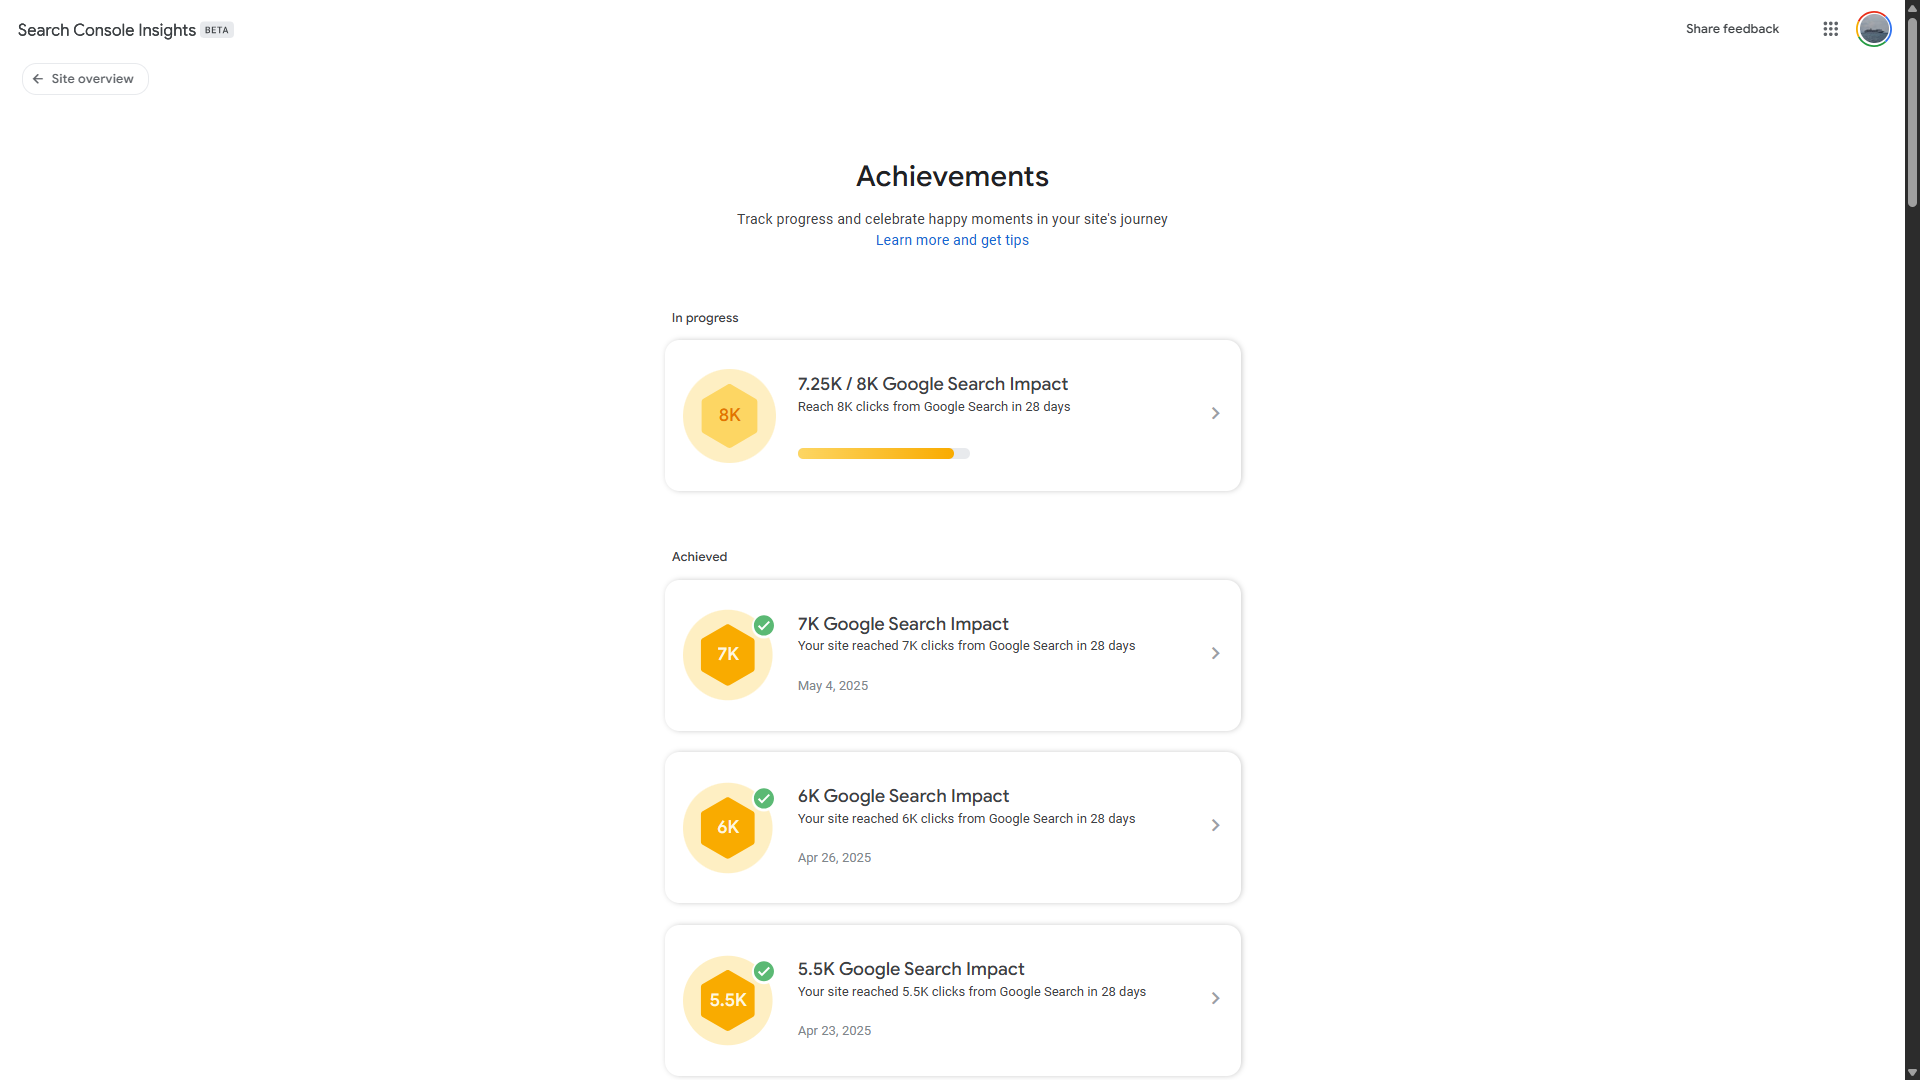 Search Console Insights BETA
Share feedback
Site overview
Achievements
Track progress and celebrate happy moments in your site's journey
Learn more and get tips
In progress
8K
7.25K / 8K Google Search Impact
Reach 8K clicks from Google Search in 28 days
Achieved
7K
7K Google Search Impact
Your site reached 7K clicks from Google Search in 28 days
May 4, 2025
6K
6K Google Search Impact
Your site reached 6K clicks from Google Search in 28 days
Apr 26, 2025
5.5K
5.5K Google Search Impact
Your site reached 5.5K clicks from Google Search in 28 days
Apr 23, 2025